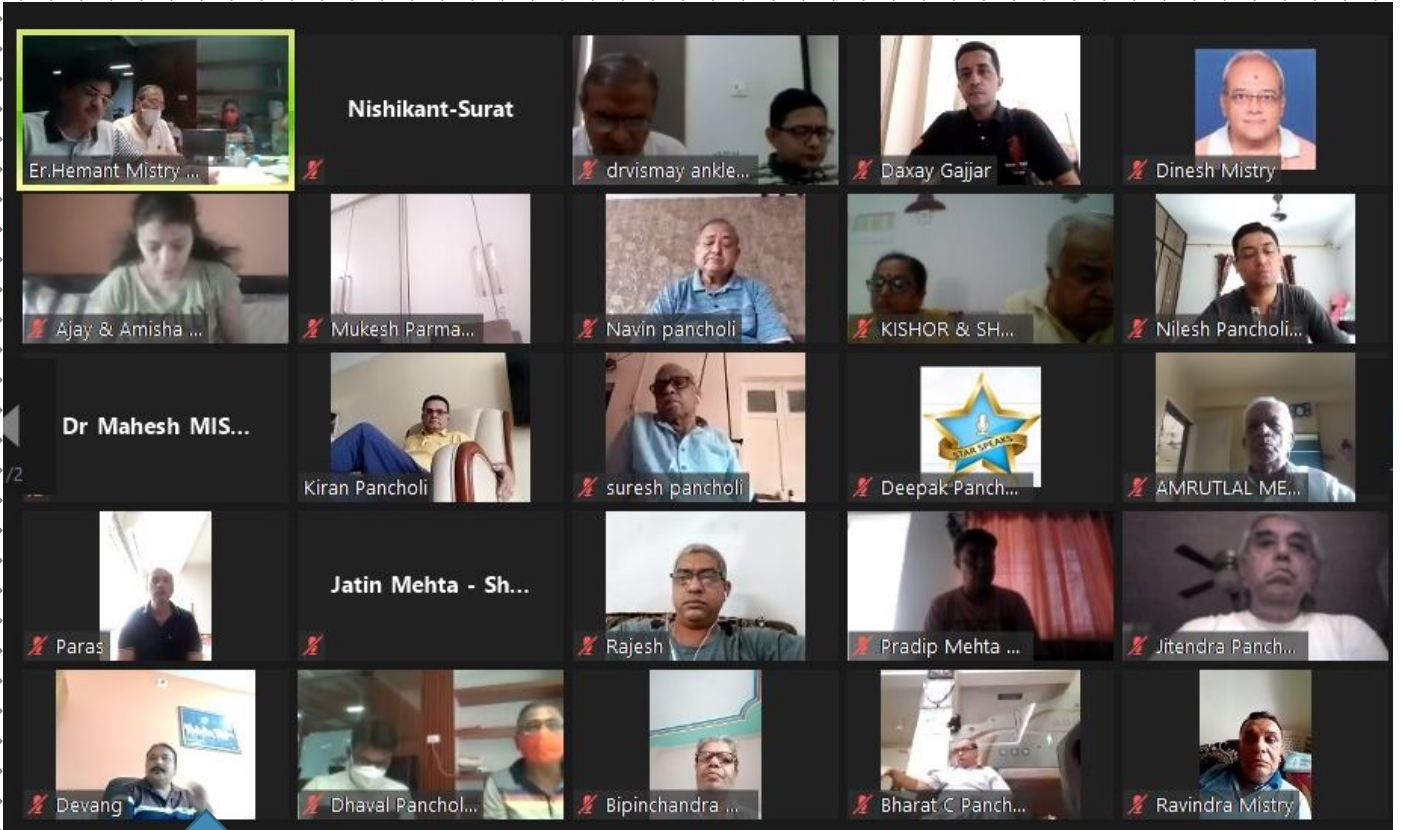 Er.Hemant Mistry ...
Nishikant-Surat
drvismay ankle...
Daxay Gajjar
Dinesh Mistry
Ajay & Amisha ...
Mukesh Parma...
Navin pancholi
KISHOR & SH...
Nilesh Pancholi...
Dr Mahesh MIS...
/2
Kiran Pancholi
suresh pancholi
STAR SPEAKS
Deepak Panch...
AMRUTLAL ME...
Paras
Jatin Mehta - Sh...
Rajesh
Pradip Mehta ...
Jitendra Panch...
Devang
Dhaval Panchol...
Bipinchandra ...
Bharat C Panch...
Ravindra Mistry